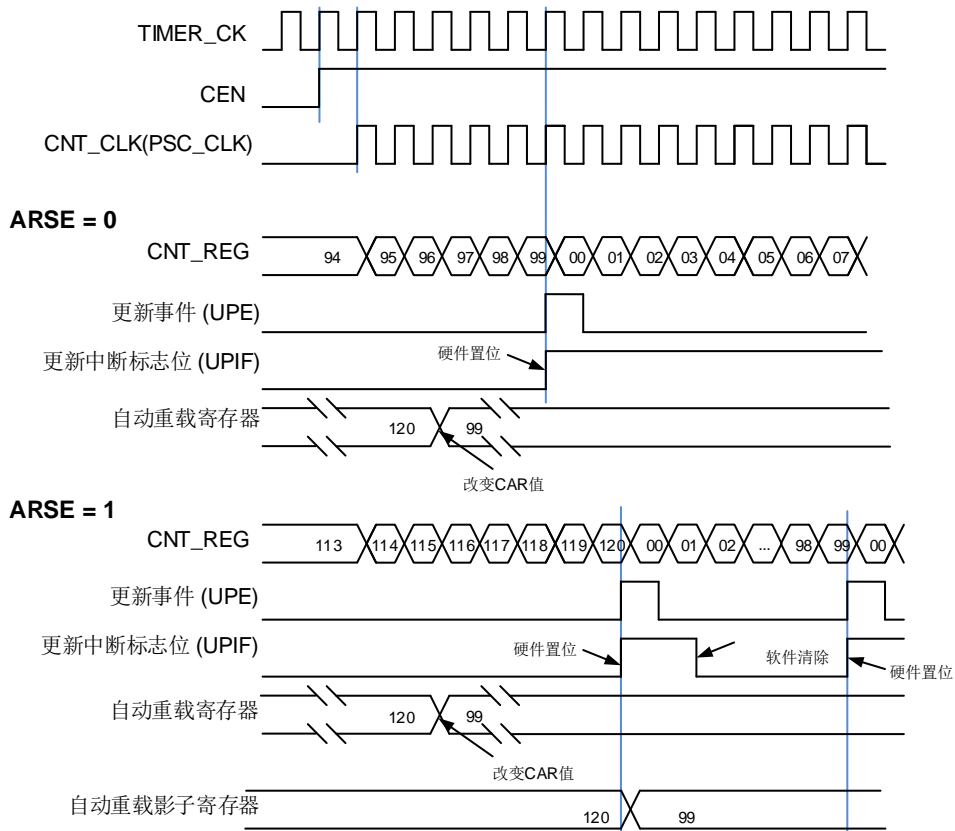 TIMER_CK
CEN
CNT_CLK(PSC_CLK)
ARSE = 0
CNT_REG 94 95 96 97 98 99 00 01 02 03 04 05 06 07
更新事件 (UPE)
更新中断标志位 (UPIF) 硬件置位
自动重载寄存器 120 99
改变CAR值
ARSE = 1
CNT_REG 113 114 115 116 117 118 119 120 00 01 02 ... 98 99 00
更新事件 (UPE)
更新中断标志位 (UPIF) 硬件置位 软件清除 硬件置位
自动重载寄存器 120 99
改变CAR值
自动重载影子寄存器 120 99